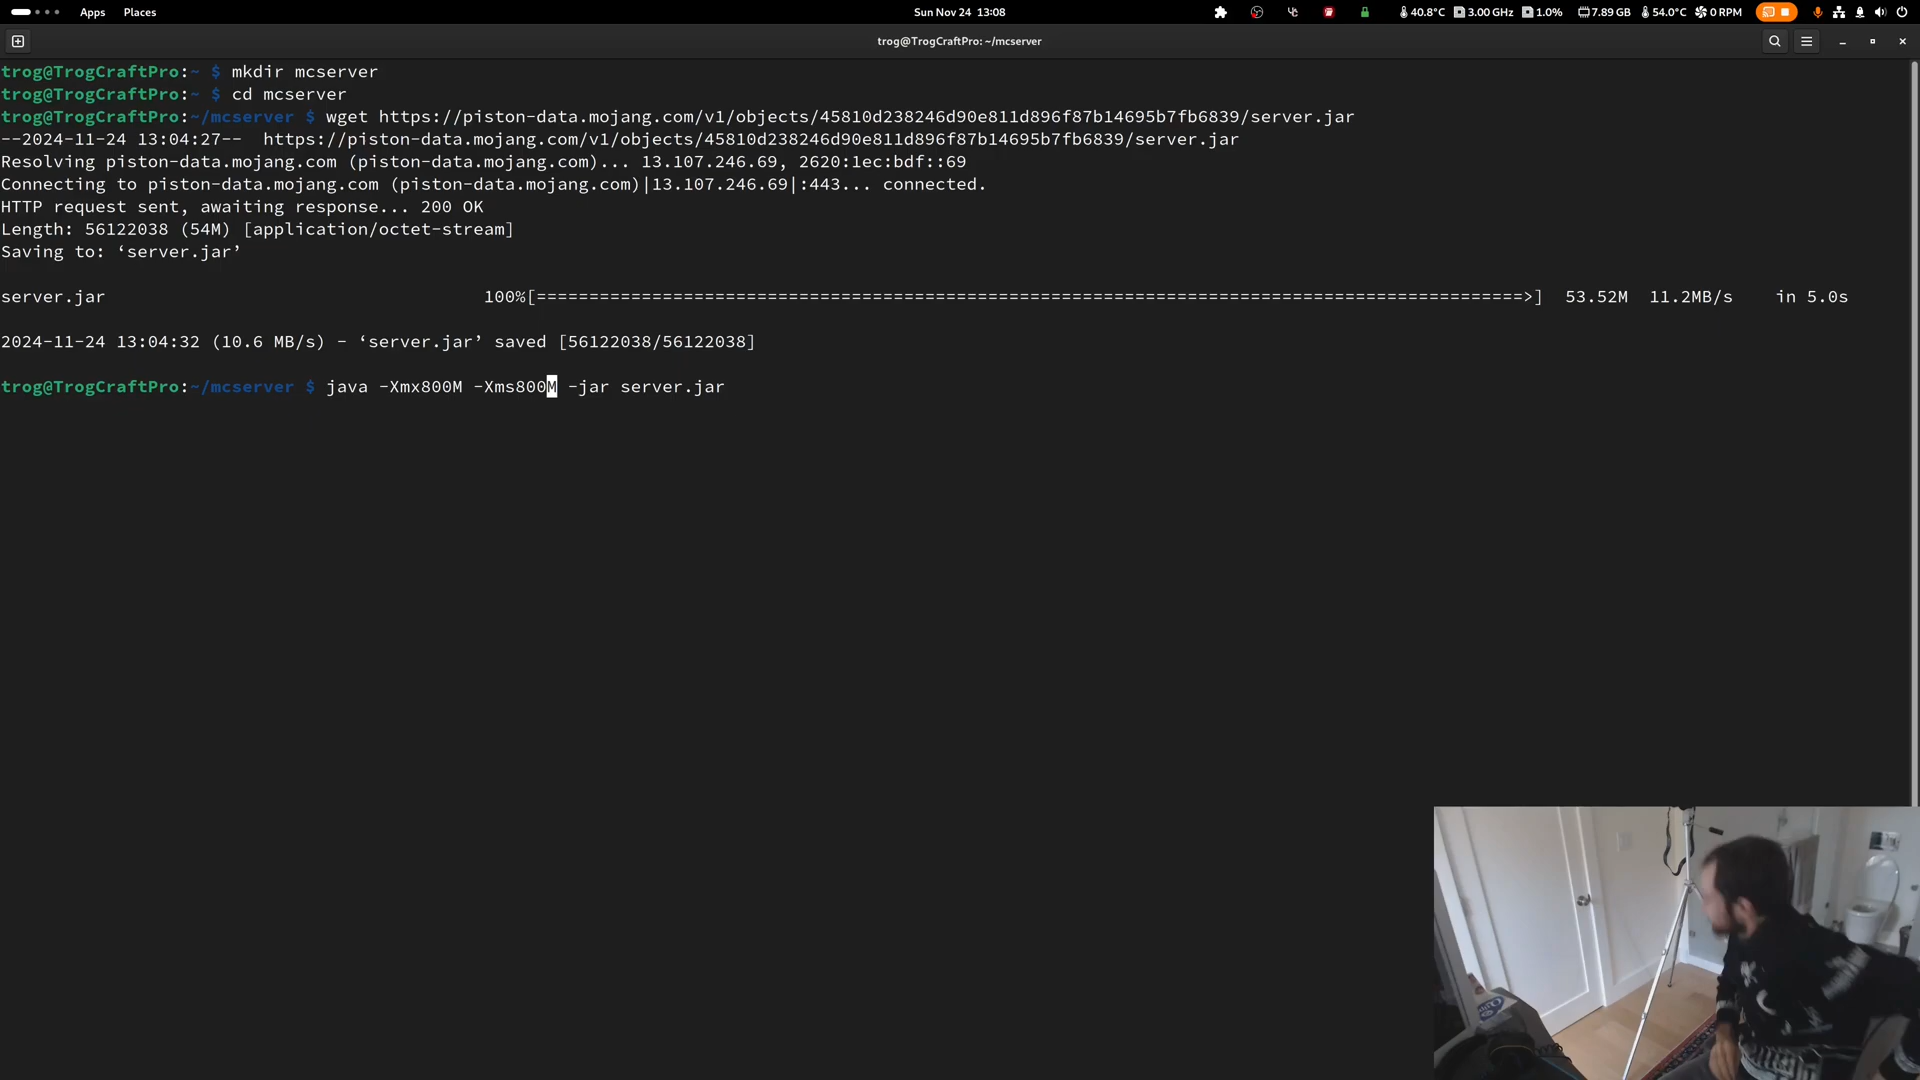 Apps Places Sun Nov 24 13:08 40.8°C 3.00 GHz 1.0% 7.89 GB 54.0°C 0 RPM
trog@TrogCraftPro: ~/mcserver
trog@TrogCraftPro:~ $ mkdir mcserver
trog@TrogCraftPro:~ $ cd mcserver
trog@TrogCraftPro:~/mcserver $ wget https://piston-data.mojang.com/v1/objects/45810d238246d90e811d896f87b14695b7fb6839/server.jar
--2024-11-24 13:04:27--  https://piston-data.mojang.com/v1/objects/45810d238246d90e811d896f87b14695b7fb6839/server.jar
Resolving piston-data.mojang.com (piston-data.mojang.com)... 13.107.246.69, 2620:1ec:bdf::69
Connecting to piston-data.mojang.com (piston-data.mojang.com)|13.107.246.69|:443... connected.
HTTP request sent, awaiting response... 200 OK
Length: 56122038 (54M) [application/octet-stream]
Saving to: ‘server.jar’
server.jar 100%[==============================================================================================>] 53.52M 11.2MB/s in 5.0s
2024-11-24 13:04:32 (10.6 MB/s) - ‘server.jar’ saved [56122038/56122038]
trog@TrogCraftPro:~/mcserver $ java -Xmx800M -Xms800M -jar server.jar